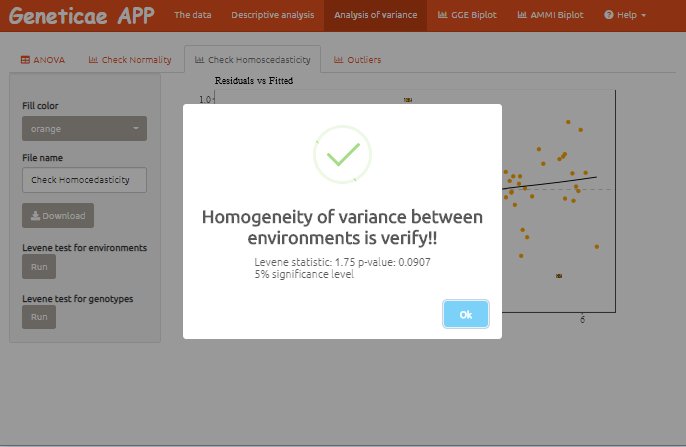 Geneticae APP The data Descriptive analysis Analysis of variance GGE Biplot AMMI Biplot Help
ANOVA Check Normality Check Homoscedasticity Outliers
Residuals vs Fitted
1.0
Fill color
orange
File name
Check Homocedasticity
Download
Levene test for environments
Run
Levene test for genotypes
Run
Homogeneity of variance between
environments is verify!!
Levene statistic: 1.75 p-value: 0.0907
5% significance level
Ok
6